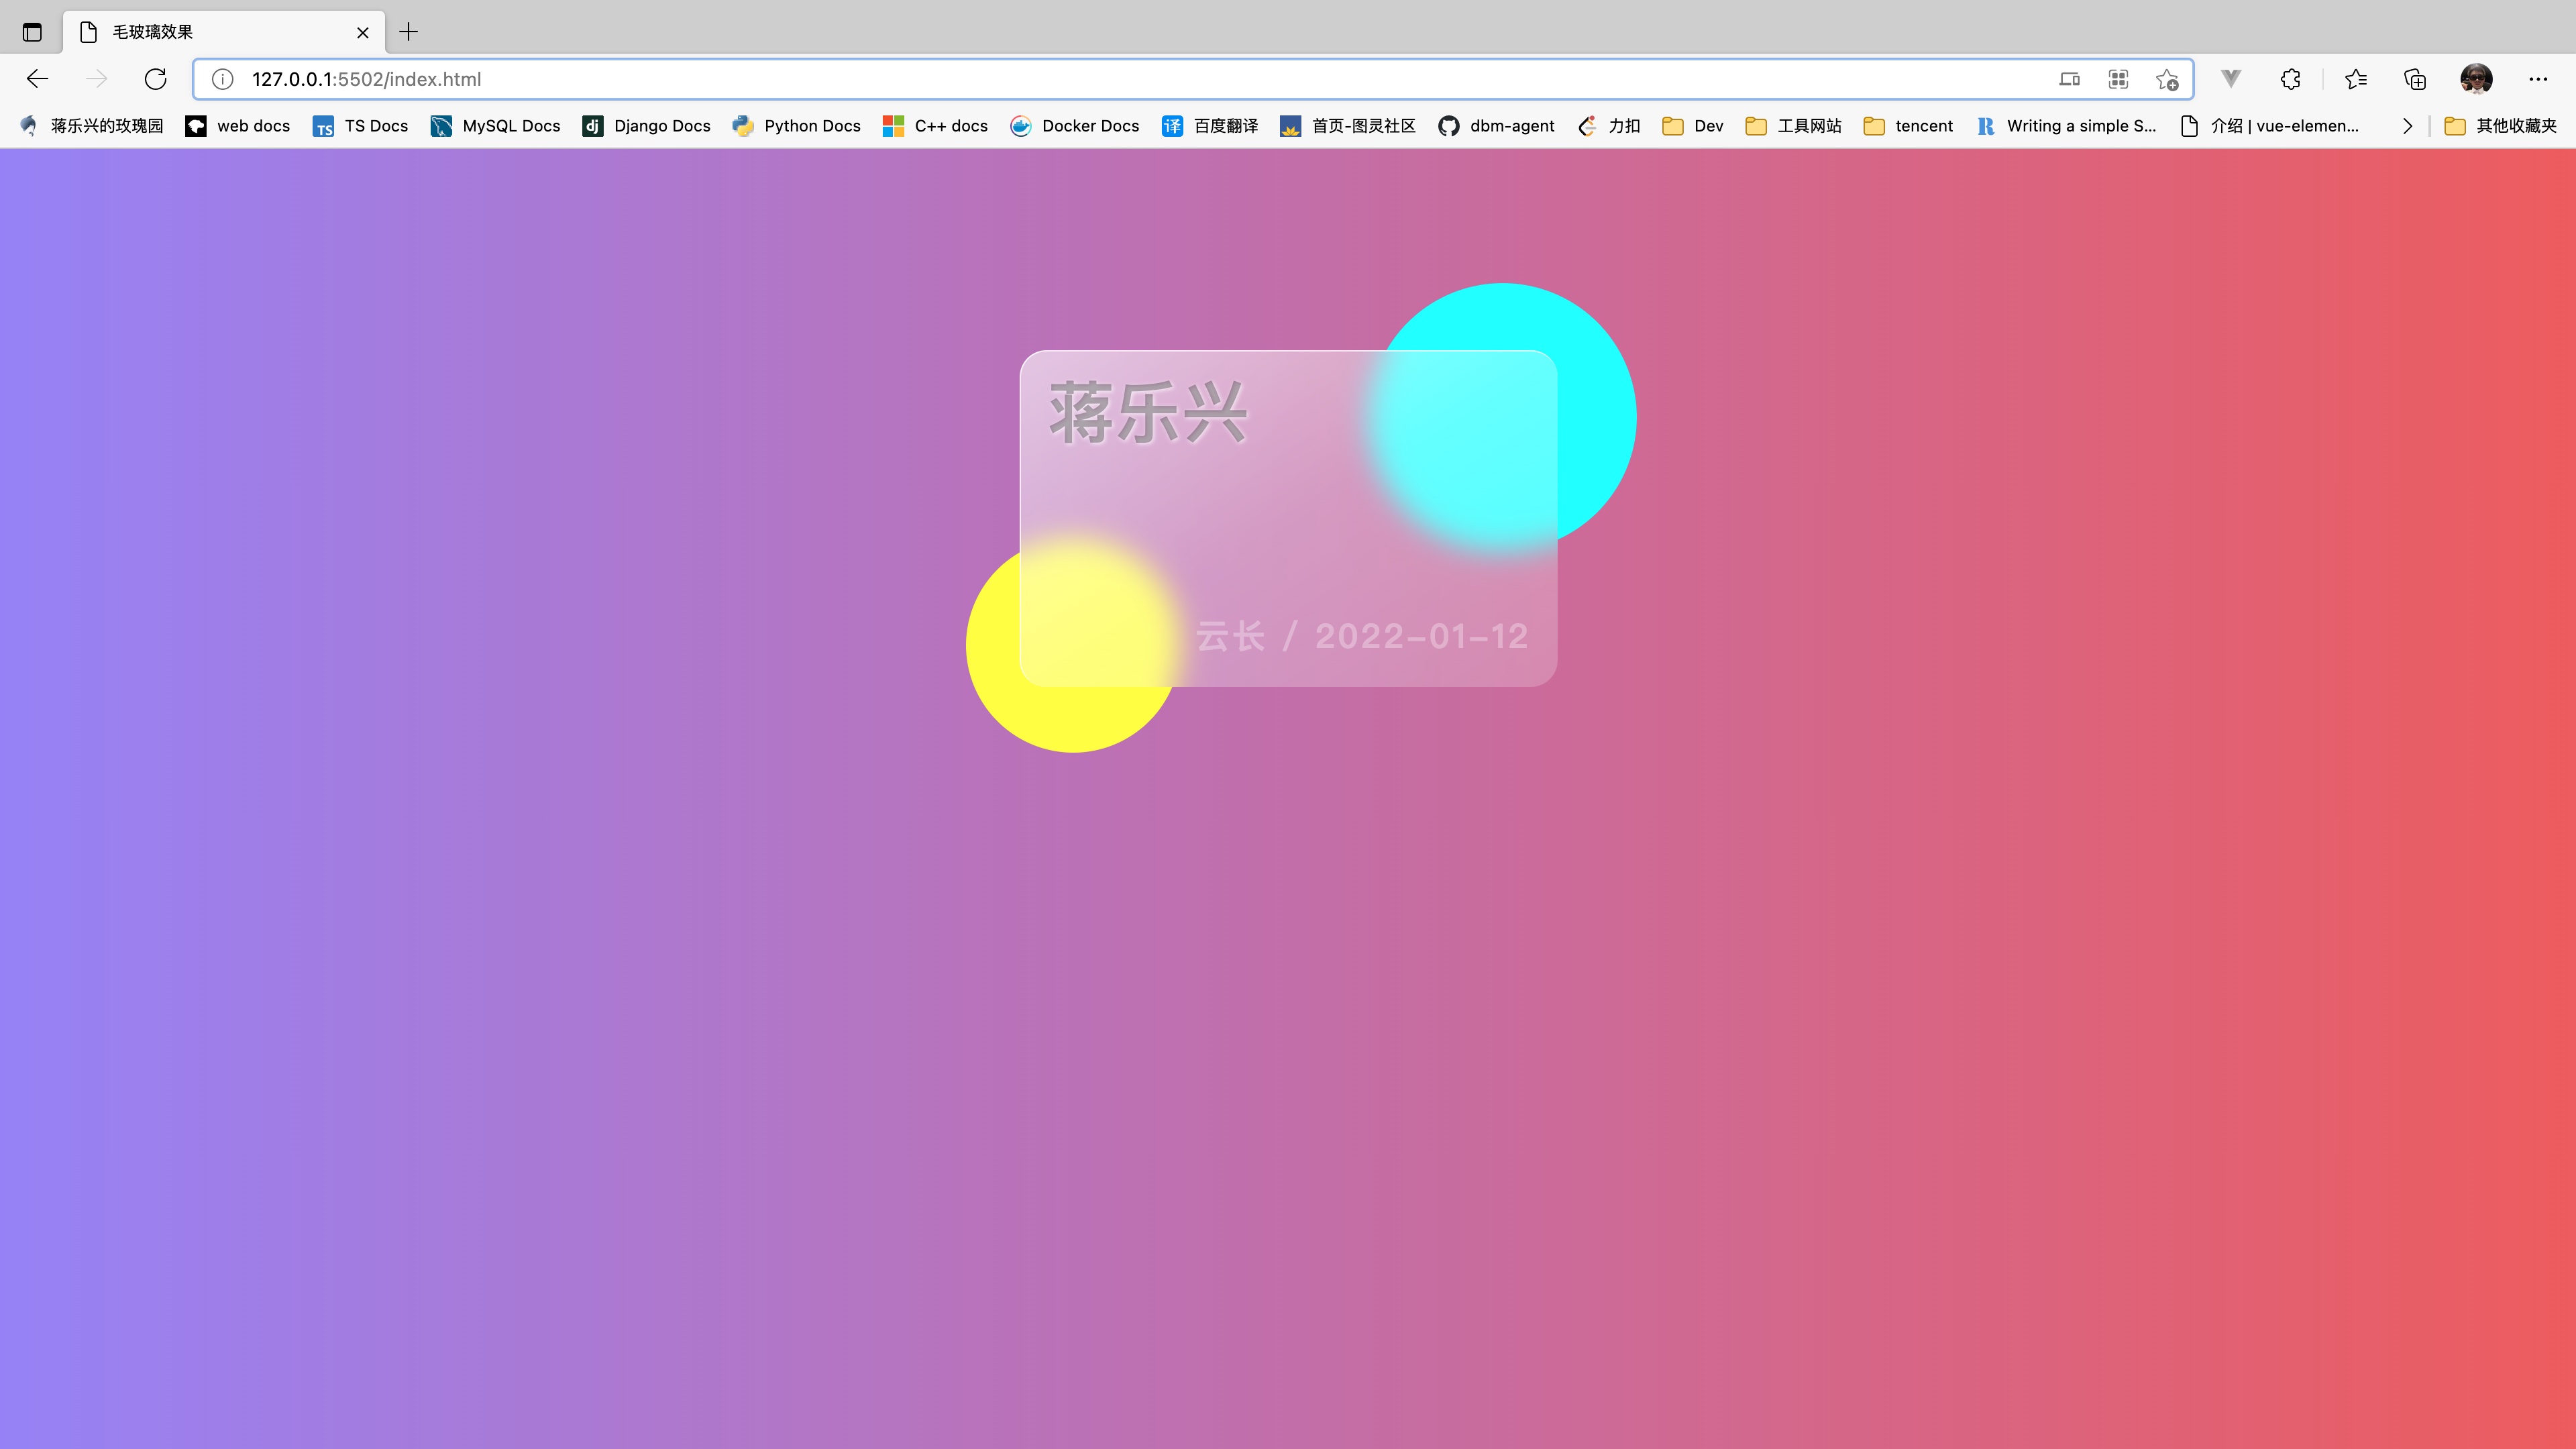 毛玻璃效果
127.0.0.1:5502/index.html
蒋乐兴的玫瑰园 web docs TS Docs MySQL Docs Django Docs Python Docs C++ docs Docker Docs 百度翻译 首页-图灵社区 dbm-agent 力扣 Dev 工具网站 tencent Writing a simple S... 介绍 | vue-elemen... 其他收藏夹
蒋乐兴
云长 / 2022-01-12